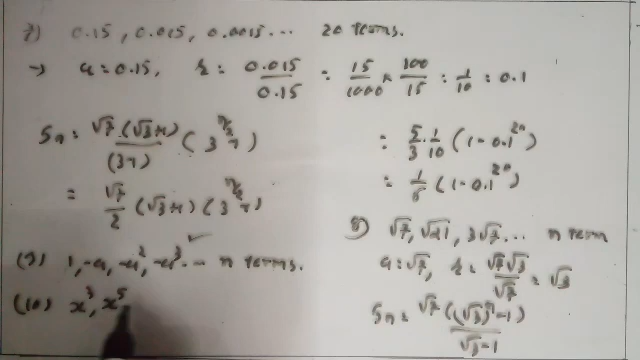 7) 0.15, 0.015, 0.0015... 20 terms.
→ a = 0.15, r = 0.015/0.15 = 15/1000 × 100/15 = 1/10 = 0.1
Sn = √7(√3+1)/(3-1) (3^(n/2) - 1)
= √7/2 (√3+1)(3^(n/2) - 1)
= 5/3 · 1/10 (1 - 0.1^20)
= 1/6 (1 - 0.1^20)
8) √7, √21, 3√7... n term
a = √7, r = √7√3/√7 = √3
Sn = √7((√3)^n - 1)/(√3 - 1)
(9) 1, -a, a², -a³... n terms.
(10) x³, x⁵